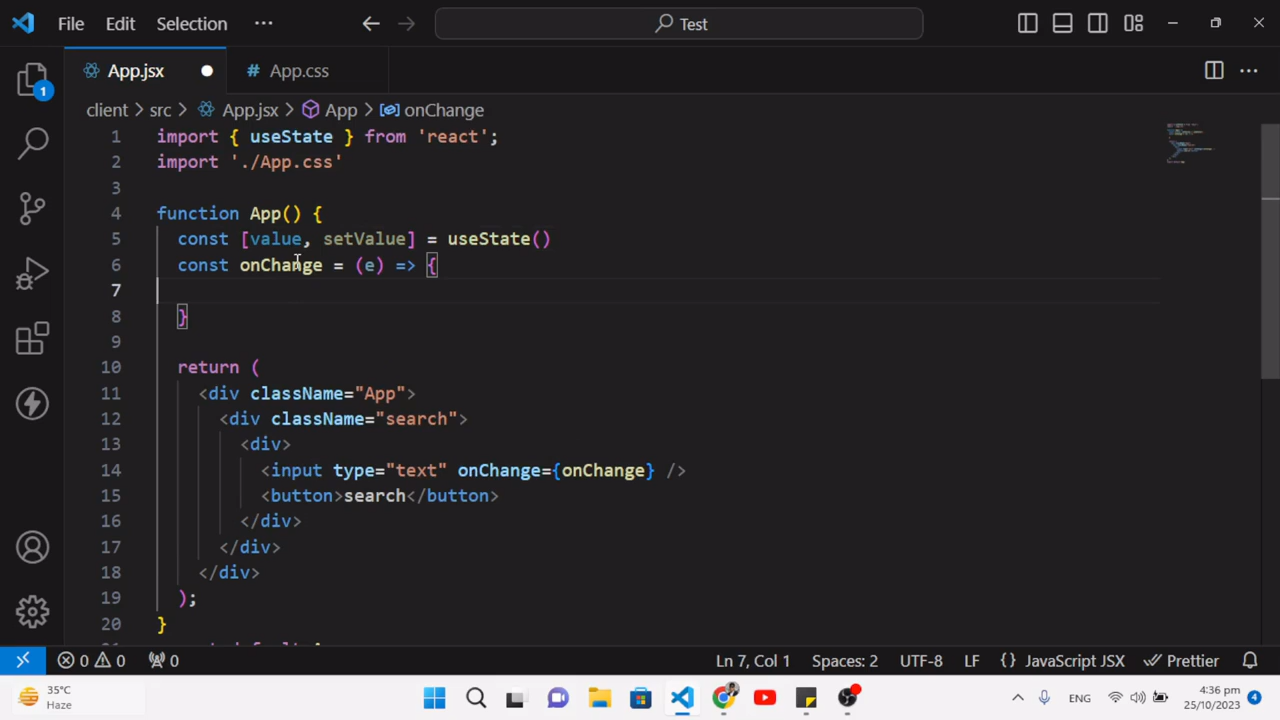 File Edit Selection ··· Test
App.jsx # App.css ···
client > src > App.jsx > App > onChange
1 import { useState } from 'react';
2 import './App.css'
3
4 function App() {
5 const [value, setValue] = useState()
6 const onChange = (e) => {
7
8 }
9
10 return (
11 <div className="App">
12 <div className="search">
13 <div>
14 <input type="text" onChange={onChange} />
15 <button>search</button>
16 </div>
17 </div>
18 </div>
19 );
20 }
1
0 0 0 Ln 7, Col 1 Spaces: 2 UTF-8 LF {} JavaScript JSX Prettier
35°C
Haze
ENG
4:36 pm
25/10/2023
4